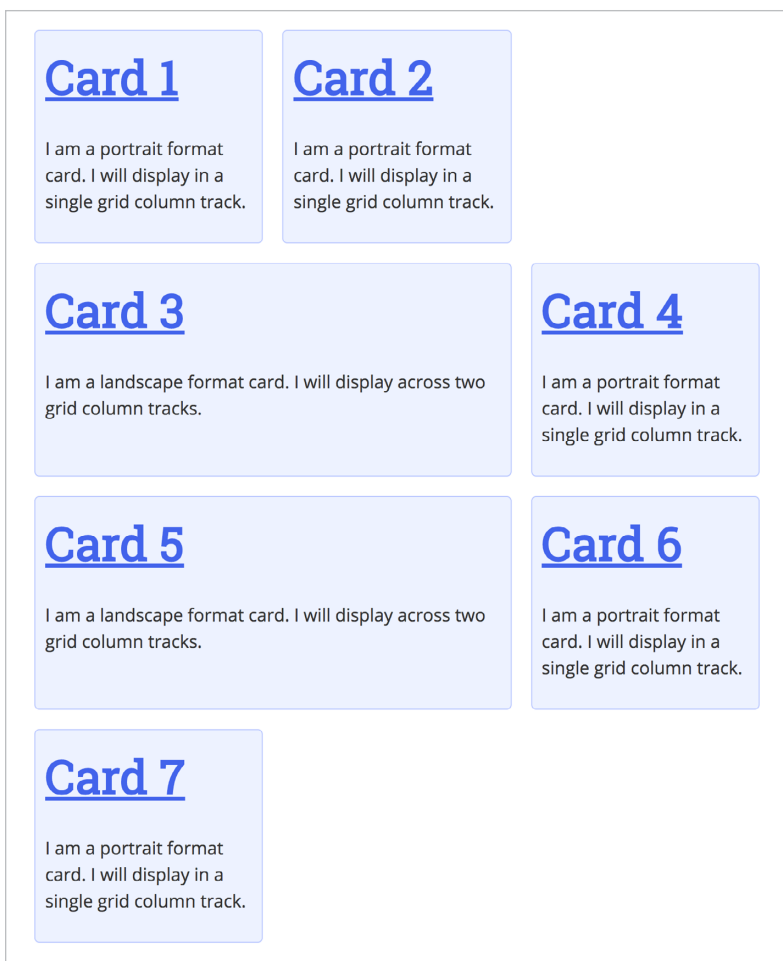 Card 1
I am a portrait format
card. I will display in a
single grid column track.
Card 2
I am a portrait format
card. I will display in a
single grid column track.
Card 3
I am a landscape format card. I will display across two
grid column tracks.
Card 4
I am a portrait format
card. I will display in a
single grid column track.
Card 5
I am a landscape format card. I will display across two
grid column tracks.
Card 6
I am a portrait format
card. I will display in a
single grid column track.
Card 7
I am a portrait format
card. I will display in a
single grid column track.